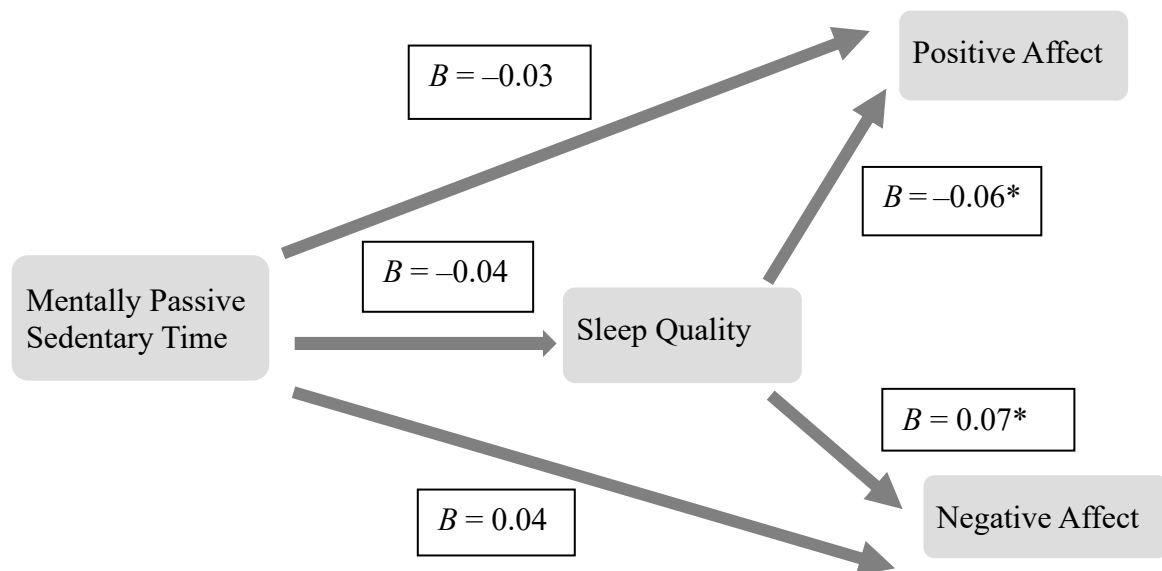 Positive Affect
B = –0.03
B = –0.06*
B = –0.04
Mentally Passive
Sedentary Time
Sleep Quality
B = 0.07*
B = 0.04
Negative Affect